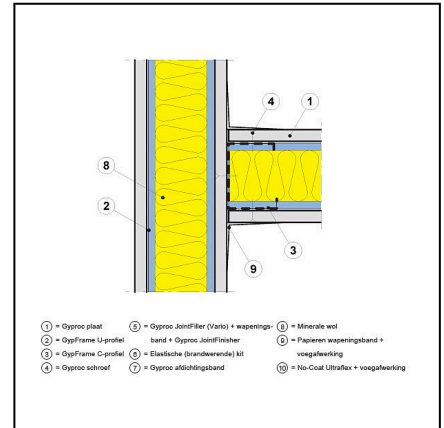 4
1
8
2
3
9
1 = Gyproc plaat
2 = GypFrame U-profiel
3 = GypFrame C-profiel
4 = Gyproc schroef
5 = Gyproc JointFiller (Vario) + wapenings-
band + Gyproc JointFinisher
6 = Elastische (brandwerende) kit
7 = Gyproc afdichtingsband
8 = Minerale wol
9 = Papieren wapeningsband +
voegafwerking
10 = No-Coat Ultraflex + voegafwerking